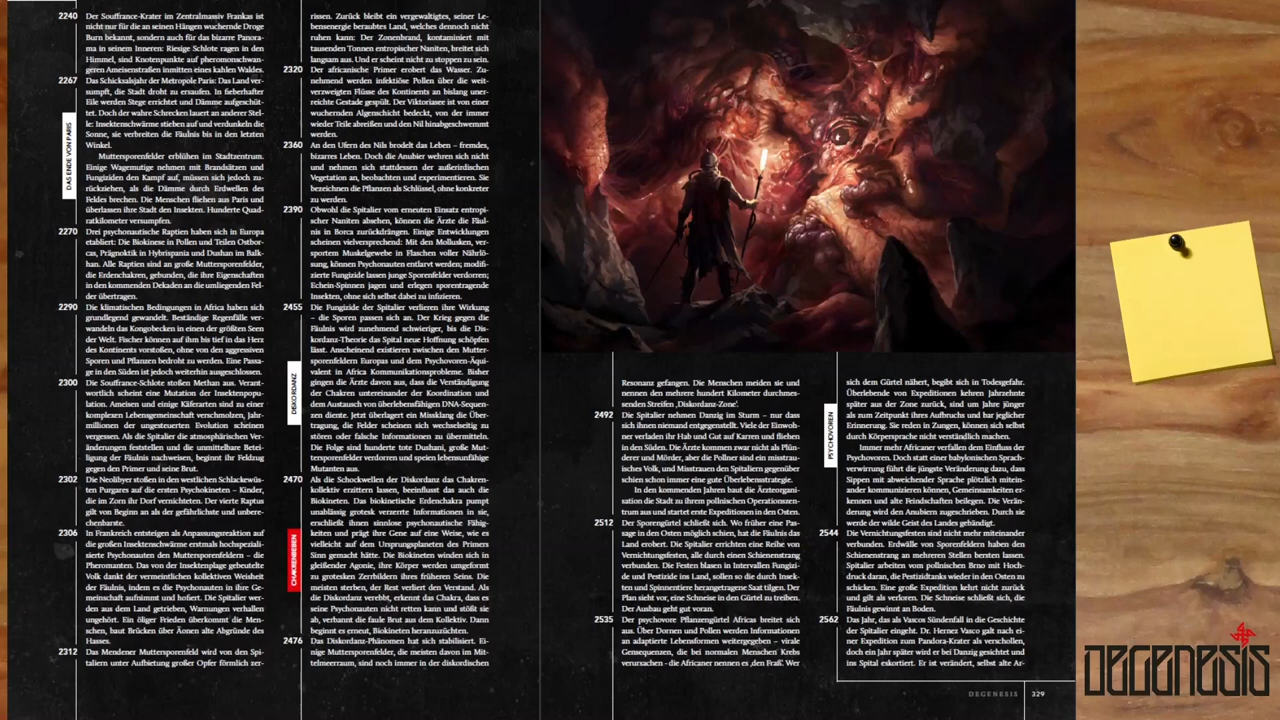 2240
Der Souffrance-Krater im Zentralmassiv Frankas ist
nicht nur für die an seinen Hängen wuchernde Droge
Burn bekannt, sondern auch für das bizarre Panora-
ma in seinem Inneren: Riesige Schlote ragen in den
Himmel, sind Knotenpunkte auf pheromonschwan-
geren Ameisenstraßen inmitten eines kahlen Waldes.
2267
Das Schicksalsjahr der Metropole Paris: Das Land ver-
sumpft, die Stadt droht zu ersaufen. In fieberhafter
Eile werden Stege errichtet und Dämme aufgeschüt-
tet. Doch der wahre Schrecken lauert an anderer Stel-
le: Insektenschwärme stieben auf und verdunkeln die
Sonne, sie verbreiten die Fäulnis bis in den letzten
Winkel.
DAS ENDE VON PARIS
Muttersporenfelder erblühen im Stadtzentrum.
Einige Wagemutige nehmen mit Brandsätzen und
Fungiziden den Kampf auf, müssen sich jedoch zu-
rückziehen, als die Dämme durch Erdwellen des
Feldes brechen. Die Menschen fliehen aus Paris und
überlassen ihre Stadt den Insekten. Hunderte Quad-
ratkilometer versumpfen.
2270
Drei psychonautische Raptien haben sich in Europa
etabliert: Die Biokinese in Pollen und Teilen Ostbor-
cas, Prägnoktik in Hybrispania und Dushan im Balk-
han. Alle Raptien sind an große Muttersporenfelder,
die Erdenchakren, gebunden, die ihre Eigenschaften
in den kommenden Dekaden an die umliegenden Fel-
der übertragen.
2290
Die klimatischen Bedingungen in Africa haben sich
grundlegend gewandelt. Beständige Regenfälle ver-
wandeln das Kongobecken in einen der größten Seen
der Welt. Fischer können auf ihm bis tief in das Herz
des Kontinents vorstoßen, ohne von den aggressiven
Sporen und Pflanzen bedroht zu werden. Eine Passa-
ge in den Süden ist jedoch weiterhin ausgeschlossen.
2300
Die Souffrance-Schlote stoßen Methan aus. Verant-
wortlich scheint eine Mutation der Insektenpopu-
lation. Ameisen und einige Käferarten sind zu einer
komplexen Lebensgemeinschaft verschmolzen, Jahr-
millionen der ungesteuerten Evolution scheinen
vergessen. Als die Spitalier die atmosphärischen Ver-
änderungen feststellen und die unmittelbare Betei-
ligung der Fäulnis nachweisen, beginnt ihr Feldzug
gegen den Primer und seine Brut.
2302
Die Neolibyer stoßen in den westlichen Schlackewüs-
ten Purgares auf die ersten Psychokineten – Kinder,
die im Zorn ihr Dorf vernichteten. Der vierte Raptus
gilt von Beginn an als der gefährlichste und unbere-
chenbarste.
2306
In Frankreich entsteigen als Anpassungsreaktion auf
die großen Insektenschwärme erstmals hochspeziali-
sierte Psychonauten den Muttersporenfeldern – die
Pheromanten. Das von der Insektenplage gebeutelte
Volk dankt der vermeintlichen kollektiven Weisheit
der Fäulnis, indem es die Psychonauten in ihre Ge-
meinschaft aufnimmt und hofiert. Die Spitalier wer-
den aus dem Land getrieben, Warnungen verhallen
ungehört. Ein öliger Frieden überkommt die Men-
schen, baut Brücken über Äonen alte Abgründe des
Hasses.
2312
Das Mendener Muttersporenfeld wird von den Spi-
taliern unter Aufbietung großer Opfer förmlich zer-
rissen. Zurück bleibt ein vergewaltigtes, seiner Le-
bensenergie beraubtes Land, welches dennoch nicht
ruhen kann: Der Zonenbrand, kontaminiert mit
tausenden Tonnen entropischer Naniten, breitet sich
langsam aus. Und er scheint nicht zu stoppen zu sein.
2320
Der africanische Primer erobert das Wasser. Zu-
nehmend werden infektiöse Pollen über die weit-
verzweigten Flüsse des Kontinents an bislang uner-
reichte Gestade gespült. Der Viktoriasee ist von einer
wuchernden Algenschicht bedeckt, von der immer
wieder Teile abreißen und den Nil hinabgeschwemmt
werden.
2360
An den Ufern des Nils brodelt das Leben – fremdes,
bizarres Leben. Doch die Anubier wehren sich nicht
und nehmen sich stattdessen der außerirdischen
Vegetation an, beobachten und experimentieren. Sie
bezeichnen die Pflanzen als Schlüssel, ohne konkreter
zu werden.
2390
Obwohl die Spitalier vom erneuten Einsatz entropi-
scher Naniten absehen, können die Ärzte die Fäul-
nis in Borca zurückdrängen. Einige Entwicklungen
scheinen vielversprechend: Mit den Mollusken, ver-
sportem Muskelgewebe in Flaschen voller Nährlö-
sung, können Psychonauten entlarvt werden; modifi-
zierte Fungizide lassen junge Sporenfelder verdorren;
Echein-Spinnen jagen und erlegen sporentragende
Insekten, ohne sich selbst dabei zu infizieren.
2455
Die Fungizide der Spitalier verlieren ihre Wirkung
– die Sporen passen sich an. Der Krieg gegen die
Fäulnis wird zunehmend schwieriger, bis die Dis-
kordanz-Theorie das Spital neue Hoffnung schöpfen
lässt. Anscheinend existieren zwischen den Mutter-
sporenfeldern Europas und dem Psychovoren-Äqui-
valent in Africa Kommunikationsprobleme. Bisher
gingen die Ärzte davon aus, dass die Verständigung
der Chakren untereinander der Koordination und
dem Austausch von überlebensfähigen DNA-Sequen-
zen diente. Jetzt überlagert ein Missklang die Über-
tragung, die Felder scheinen sich wechselseitig zu
stören oder falsche Informationen zu übermitteln.
Die Folge sind hunderte tote Dushani, große Mut-
tersporenfelder verdorren und speien lebensunfähige
Mutanten aus.
DISKORDANZ
2470
Als die Schockwellen der Diskordanz das Chakren-
kollektiv erzittern lassen, beeinflusst das auch die
Biokineten. Das biokinetische Erdenchakra pumpt
unablässig grotesk verzerrte Informationen in sie,
erschließt ihnen sinnlose psychonautische Fähig-
keiten und prägt ihre Gene auf eine Weise, wie es
vielleicht auf dem Ursprungsplaneten des Primers
Sinn gemacht hätte. Die Biokineten winden sich in
gleißender Agonie, ihre Körper werden umgeformt
zu grotesken Zerrbildern ihres früheren Seins. Die
meisten sterben, der Rest verliert den Verstand. Als
die Diskordanz verebbt, erkennt das Chakra, dass es
seine Psychonauten nicht retten kann und stößt sie
ab, verbannt die faule Brut aus dem Kollektiv. Dann
beginnt es erneut, Biokineten heranzuzüchten.
CHAKRENBEBEN
2476
Das Diskordanz-Phänomen hat sich stabilisiert. Ei-
nige Muttersporenfelder, die meisten davon im Mit-
telmeerraum, sind noch immer in der diskordischen
Resonanz gefangen. Die Menschen meiden sie und
nennen den mehrere hundert Kilometer durchmes-
senden Streifen ‚Diskordanz-Zone‘.
2492
Die Spitalier nehmen Danzig im Sturm – nur dass
sich ihnen niemand entgegenstellt. Viele der Einwoh-
ner verladen ihr Hab und Gut auf Karren und fliehen
in den Süden. Die Ärzte kommen zwar nicht als Plün-
derer und Mörder, aber die Pollner sind ein misstrau-
isches Volk, und Misstrauen den Spitaliern gegenüber
schien schon immer eine gute Überlebensstrategie.
In den kommenden Jahren baut die Ärzteorgani-
sation die Stadt zu ihrem pollnischen Operationszen-
trum aus und startet erste Expeditionen in den Osten.
2512
Der Sporengürtel schließt sich. Wo früher eine Pas-
sage in den Osten möglich schien, hat die Fäulnis das
Land erobert. Die Spitalier errichten eine Reihe von
Vernichtungsfesten, alle durch einen Schienenstrang
verbunden. Die Festen blasen in Intervallen Fungizi-
de und Pestizide ins Land, sollen so die durch Insek-
ten und Spinnentiere herangetragene Saat tilgen. Der
Plan sieht vor, eine Schneise in den Gürtel zu treiben.
Der Ausbau geht gut voran.
2535
Der psychovore Pflanzengürtel Africas breitet sich
aus. Über Dornen und Pollen werden Informationen
an adaptierte Lebensformen weitergegeben – virale
Gensequenzen, die bei normalen Menschen Krebs
verursachen - die Africaner nennen es ‚den Fraß‘. Wer
sich dem Gürtel nähert, begibt sich in Todesgefahr.
Überlebende von Expeditionen kehren Jahrzehnte
später aus der Zone zurück, sind um Jahre jünger
als zum Zeitpunkt ihres Aufbruchs und bar jeglicher
Erinnerung. Sie reden in Zungen, können sich selbst
durch Körpersprache nicht verständlich machen.
PSYCHOVOREN
Immer mehr Africaner verfallen dem Einfluss der
Psychovoren. Doch statt einer babylonischen Sprach-
verwirrung führt die jüngste Veränderung dazu, dass
Sippen mit abweichender Sprache plötzlich mitein-
ander kommunizieren können, Gemeinsamkeiten er-
kennen und alte Feindschaften beilegen. Die Verän-
derung wird den Anubiern zugeschrieben. Durch sie
werde der wilde Geist des Landes gebändigt.
2544
Die Vernichtungsfesten sind nicht mehr miteinander
verbunden. Erdwälle von Sporenfeldern haben den
Schienenstrang an mehreren Stellen bersten lassen.
Spitalier arbeiten vom pollnischen Brno mit Hoch-
druck daran, die Pestizidtanks wieder in den Osten zu
schicken. Eine große Expedition kehrt nicht zurück
und gilt als verloren. Die Schneise schließt sich, die
Fäulnis gewinnt an Boden.
2562
Das Jahr, das als Vascos Sündenfall in die Geschichte
der Spitalier eingeht. Dr. Hernez Vasco galt nach ei-
ner Expedition zum Pandora-Krater als verschollen,
doch ein Jahr später wird er bei Danzig gesichtet und
ins Spital eskortiert. Er ist verändert, selbst alte Ar-
DEGENESIS 329
DEGENESIS